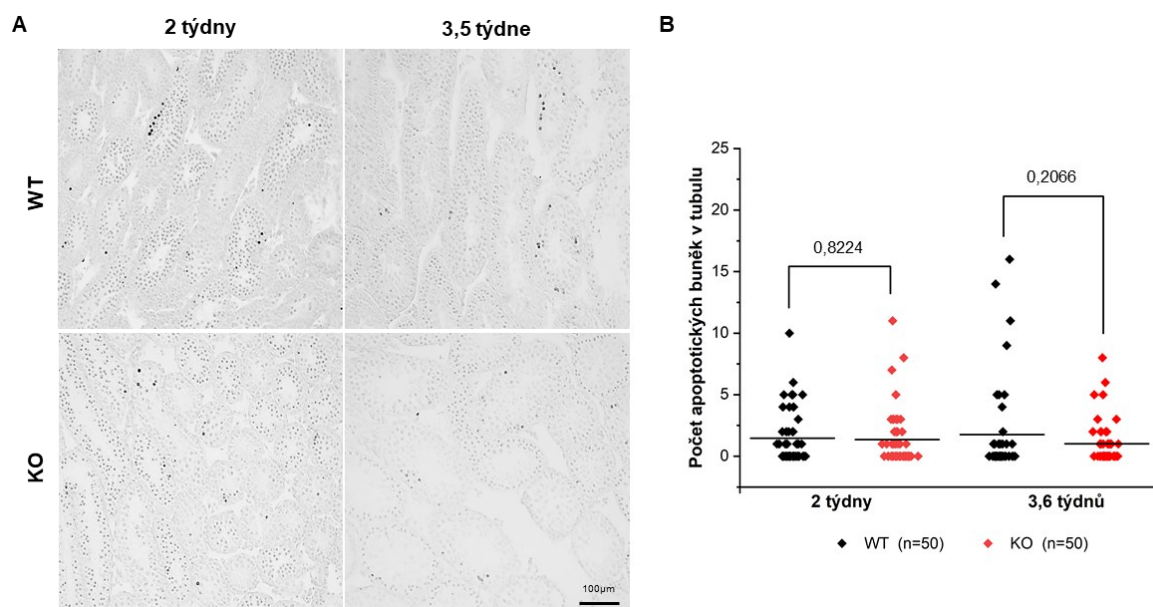 A
2 týdny
3,5 týdne
WT
KO
100µm
B
Počet apoptotických buněk v tubulu
25
20
15
10
5
0
0,8224
0,2066
2 týdny
3,6 týdnů
WT (n=50)
KO (n=50)